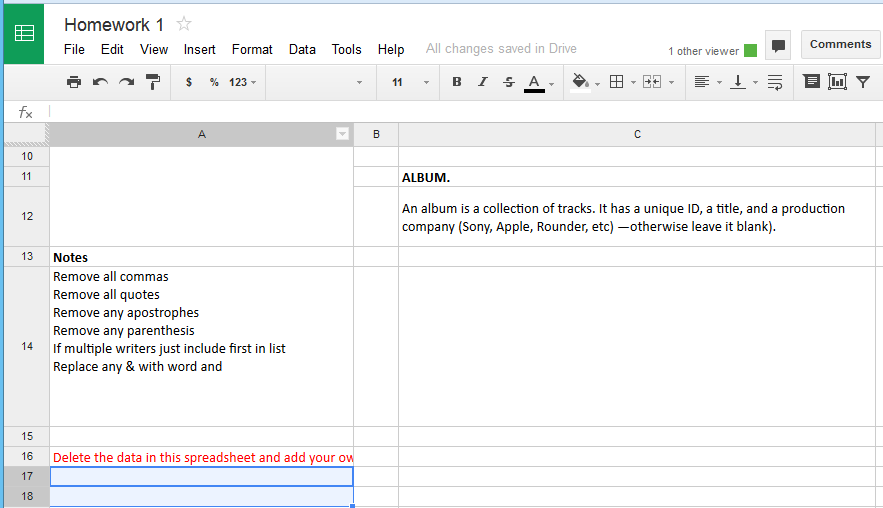 Homework 1
File Edit View Insert Format Data Tools Help All changes saved in Drive
1 other viewer
Comments
$ % 123 11 B I S A
fx
A B C
10
11 ALBUM.
12 An album is a collection of tracks. It has a unique ID, a title, and a production
company (Sony, Apple, Rounder, etc) —otherwise leave it blank).
13 Notes
Remove all commas
Remove all quotes
Remove any apostrophes
Remove any parenthesis
14 If multiple writers just include first in list
Replace any & with word and
15
16 Delete the data in this spreadsheet and add your ow
17
18